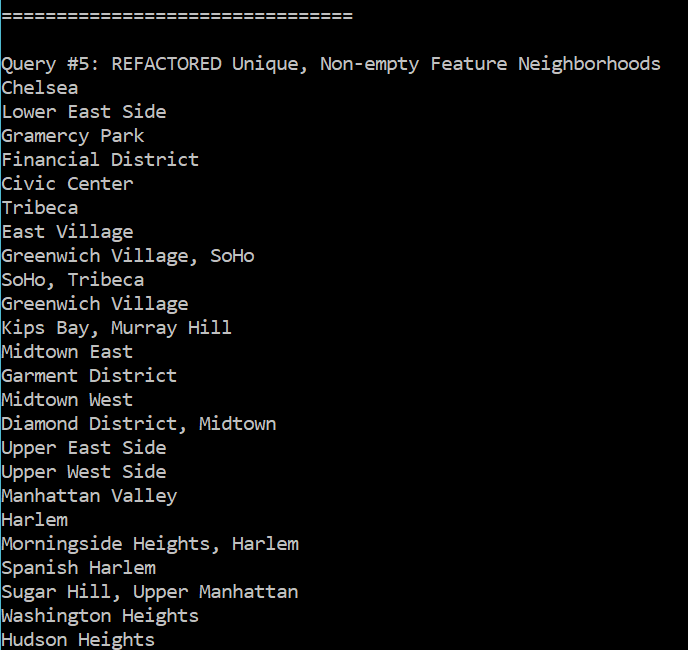 ================================
Query #5: REFACTORED Unique, Non-empty Feature Neighborhoods
Chelsea
Lower East Side
Gramercy Park
Financial District
Civic Center
Tribeca
East Village
Greenwich Village, SoHo
SoHo, Tribeca
Greenwich Village
Kips Bay, Murray Hill
Midtown East
Garment District
Midtown West
Diamond District, Midtown
Upper East Side
Upper West Side
Manhattan Valley
Harlem
Morningside Heights, Harlem
Spanish Harlem
Sugar Hill, Upper Manhattan
Washington Heights
Hudson Heights